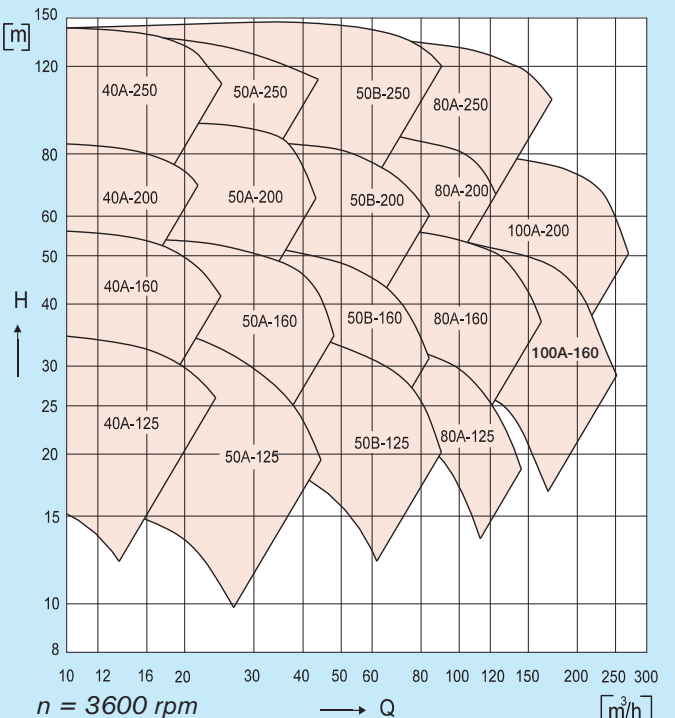 150
[m]
120
40A-250
50A-250
50B-250
80A-250
80
40A-200
50A-200
50B-200
80A-200
60
100A-200
50
H
40
40A-160
50A-160
50B-160
80A-160
100A-160
30
25
40A-125
50A-125
50B-125
80A-125
20
15
10
8
10 12 16 20 30 40 50 60 80 100 120 160 200 250 300
n = 3600 rpm
Q
[m³/h]